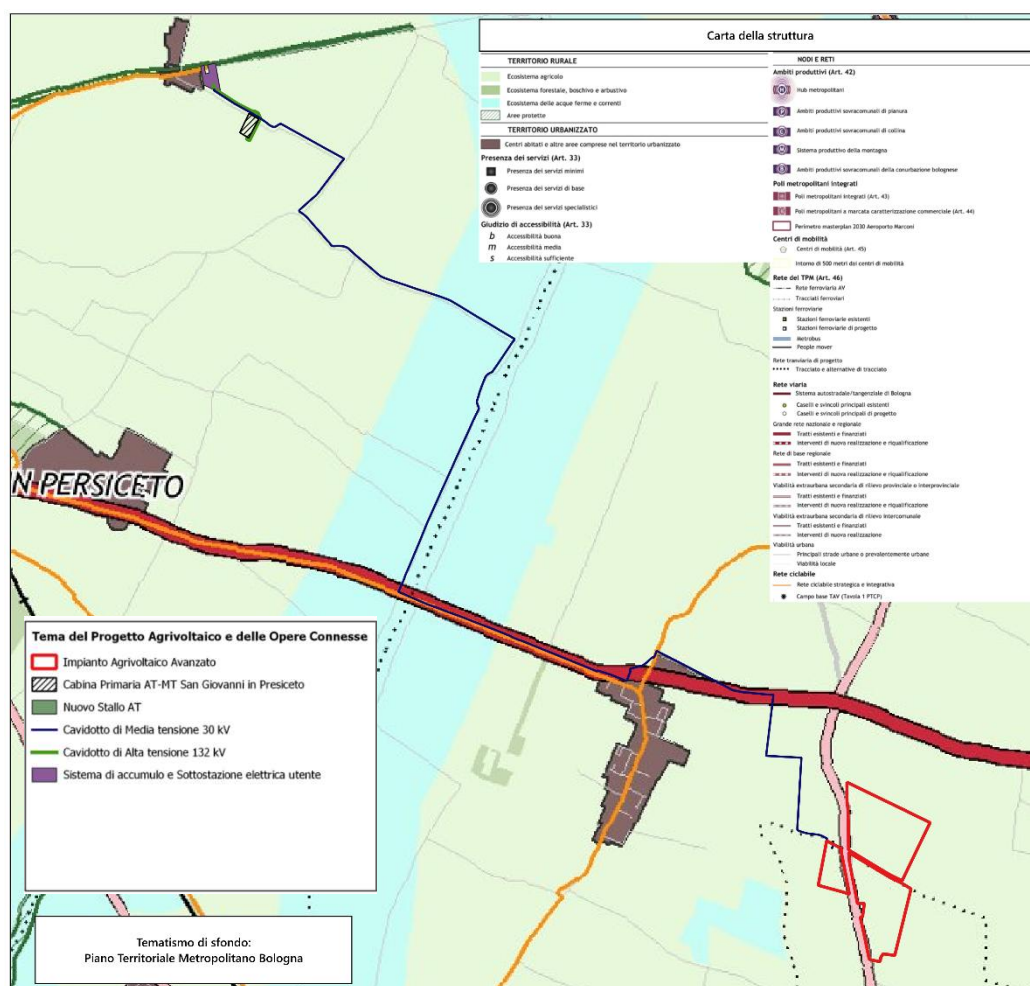 Carta della struttura
TERRITORIO RURALE
Ecosistema agricolo
Ecosistema forestale, boschivo e arbustivo
Ecosistema delle acque ferme e correnti
Aree protette
TERRITORIO URBANIZZATO
Centri abitati e altre aree comprese nel territorio urbanizzato
Presenza dei servizi (Art. 33)
Presenza dei servizi minimi
Presenza dei servizi di base
Presenza dei servizi specialistici
Giudizio di accessibilità (Art. 33)
b Accessibilità buona
m Accessibilità media
s Accessibilità sufficiente
NODI E RETI
Ambiti produttivi (Art. 42)
Hub metropolitani
Ambiti produttivi sovracomunali di pianura
Ambiti produttivi sovracomunali di collina
Sistema produttivo della montagna
Ambiti produttivi sovracomunali della conurbazione bolognese
Poli metropolitani integrati
Poli metropolitani integrati (Art. 43)
Poli metropolitani a marcata caratterizzazione commerciale (Art. 44)
Perimetro masterplan 2030 Aeroporto Marconi
Centri di mobilità
Centri di mobilità (Art. 45)
Intorno di 500 metri dei centri di mobilità
Rete del TPM (Art. 46)
Rete ferroviaria AV
Tracciati ferroviari
Stazioni ferroviarie
Stazioni ferroviarie esistenti
Stazioni ferroviarie di progetto
Metrobus
People mover
Rete tranviaria di progetto
Tracciato e alternative di tracciato
Rete viaria
Sistema autostradale/tangenziale di Bologna
Caselli e svincoli principali esistenti
Caselli e svincoli principali di progetto
Grande rete nazionale e regionale
Tratti esistenti e finanziati
Interventi di nuova realizzazione e riqualificazione
Rete di base regionale
Tratti esistenti e finanziati
Interventi di nuova realizzazione e riqualificazione
Viabilità extraurbana secondaria di rilievo provinciale o interprovinciale
Tratti esistenti e finanziati
Interventi di nuova realizzazione e riqualificazione
Viabilità extraurbana secondaria di rilievo intercomunale
Tratti esistenti e finanziati
Interventi di nuova realizzazione
Viabilità urbana
Principali strade urbane o prevalentemente urbane
Viabilità locale
Rete ciclabile
Rete ciclabile strategica e integrativa
Campo base TAV (Tavola 1 PTCP)
N PERSICETO
Tema del Progetto Agrivoltaico e delle Opere Connesse
Impianto Agrivoltaico Avanzato
Cabina Primaria AT-MT San Giovanni in Presiceto
Nuovo Stallo AT
Cavidotto di Media tensione 30 kV
Cavidotto di Alta tensione 132 kV
Sistema di accumulo e Sottostazione elettrica utente
Tematismo di sfondo:
Piano Territoriale Metropolitano Bologna